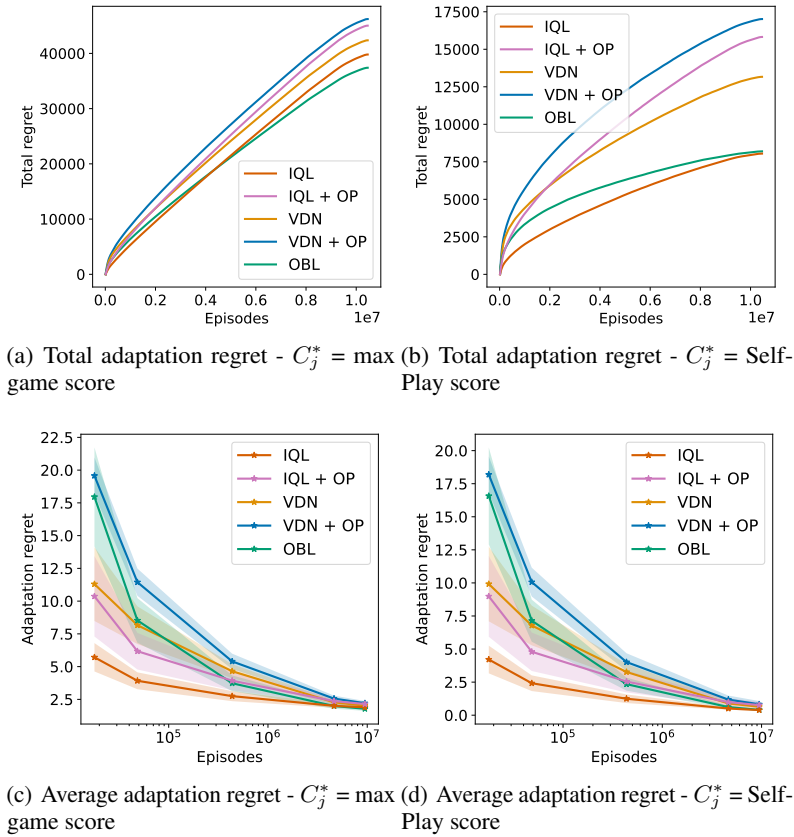 40000
30000
20000
10000
0
Total regret
0.0 0.2 0.4 0.6 0.8 1.0
1e7
Episodes
IQL
IQL + OP
VDN
VDN + OP
OBL
17500
15000
12500
10000
7500
5000
2500
0
Total regret
0.0 0.2 0.4 0.6 0.8 1.0
1e7
Episodes
IQL
IQL + OP
VDN
VDN + OP
OBL
(a) Total adaptation regret - $C_j^*$ = max
game score
(b) Total adaptation regret - $C_j^*$ = Self-
Play score
22.5
20.0
17.5
15.0
12.5
10.0
7.5
5.0
2.5
Adaptation regret
10^5 10^6 10^7
Episodes
IQL
IQL + OP
VDN
VDN + OP
OBL
20.0
17.5
15.0
12.5
10.0
7.5
5.0
2.5
0.0
Adaptation regret
10^5 10^6 10^7
Episodes
IQL
IQL + OP
VDN
VDN + OP
OBL
(c) Average adaptation regret - $C_j^*$ = max
game score
(d) Average adaptation regret - $C_j^*$ = Self-
Play score